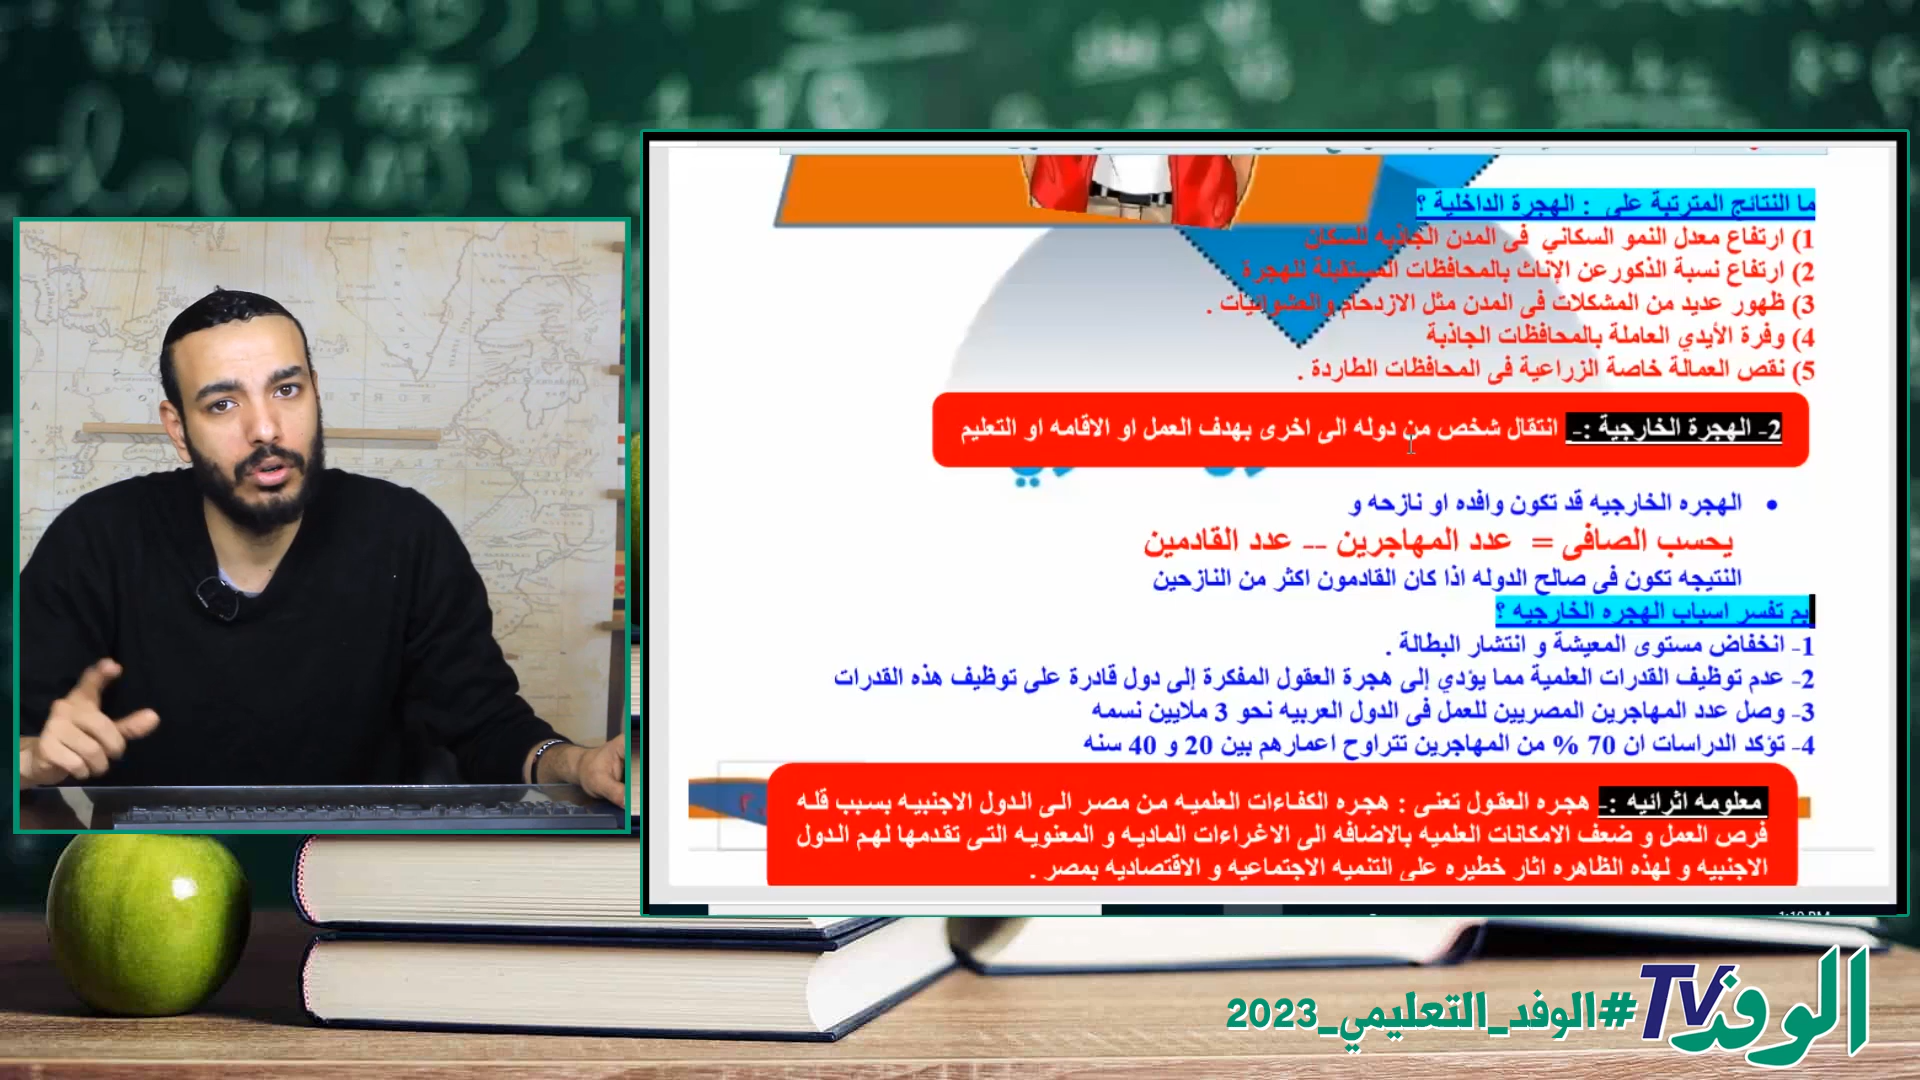 ما النتائج المترتبة على : الهجرة الداخلية ؟
1) ارتفاع معدل النمو السكاني فى المدن الجاذبه للسكان
2) ارتفاع نسبة الذكورعن الإناث بالمحافظات المستقبلة للهجرة
3) ظهور عديد من المشكلات فى المدن مثل الازدحام والعشوائيات .
4) وفرة الأيدي العاملة بالمحافظات الجاذبة
5) نقص العمالة خاصة الزراعية فى المحافظات الطاردة .
2- الهجرة الخارجية :- انتقال شخص من دوله الى اخرى بهدف العمل او الاقامه او التعليم
• الهجره الخارجيه قد تكون وافده او نازحه و
يحسب الصافى = عدد المهاجرين -- عدد القادمين
النتيجه تكون فى صالح الدوله اذا كان القادمون اكثر من النازحين
بم تفسر اسباب الهجره الخارجيه ؟
1- انخفاض مستوى المعيشة و انتشار البطالة .
2- عدم توظيف القدرات العلمية مما يؤدي إلى هجرة العقول المفكرة إلى دول قادرة على توظيف هذه القدرات
3- وصل عدد المهاجرين المصريين للعمل فى الدول العربيه نحو 3 ملايين نسمه
4- تؤكد الدراسات ان 70 % من المهاجرين تتراوح اعمارهم بين 20 و 40 سنه
معلومه اثرائيه :- هجره العقول تعنى : هجره الكفاءات العلميه من مصر الى الدول الاجنبيه بسبب قله
فرص العمل و ضعف الامكانات العلميه بالاضافه الى الاغراءات الماديه و المعنويه التى تقدمها لهم الدول
الاجنبيه و لهذه الظاهره اثار خطيره على التنميه الاجتماعيه و الاقتصاديه بمصر .
#الوفد_التعليمي_2023
الوفد TV